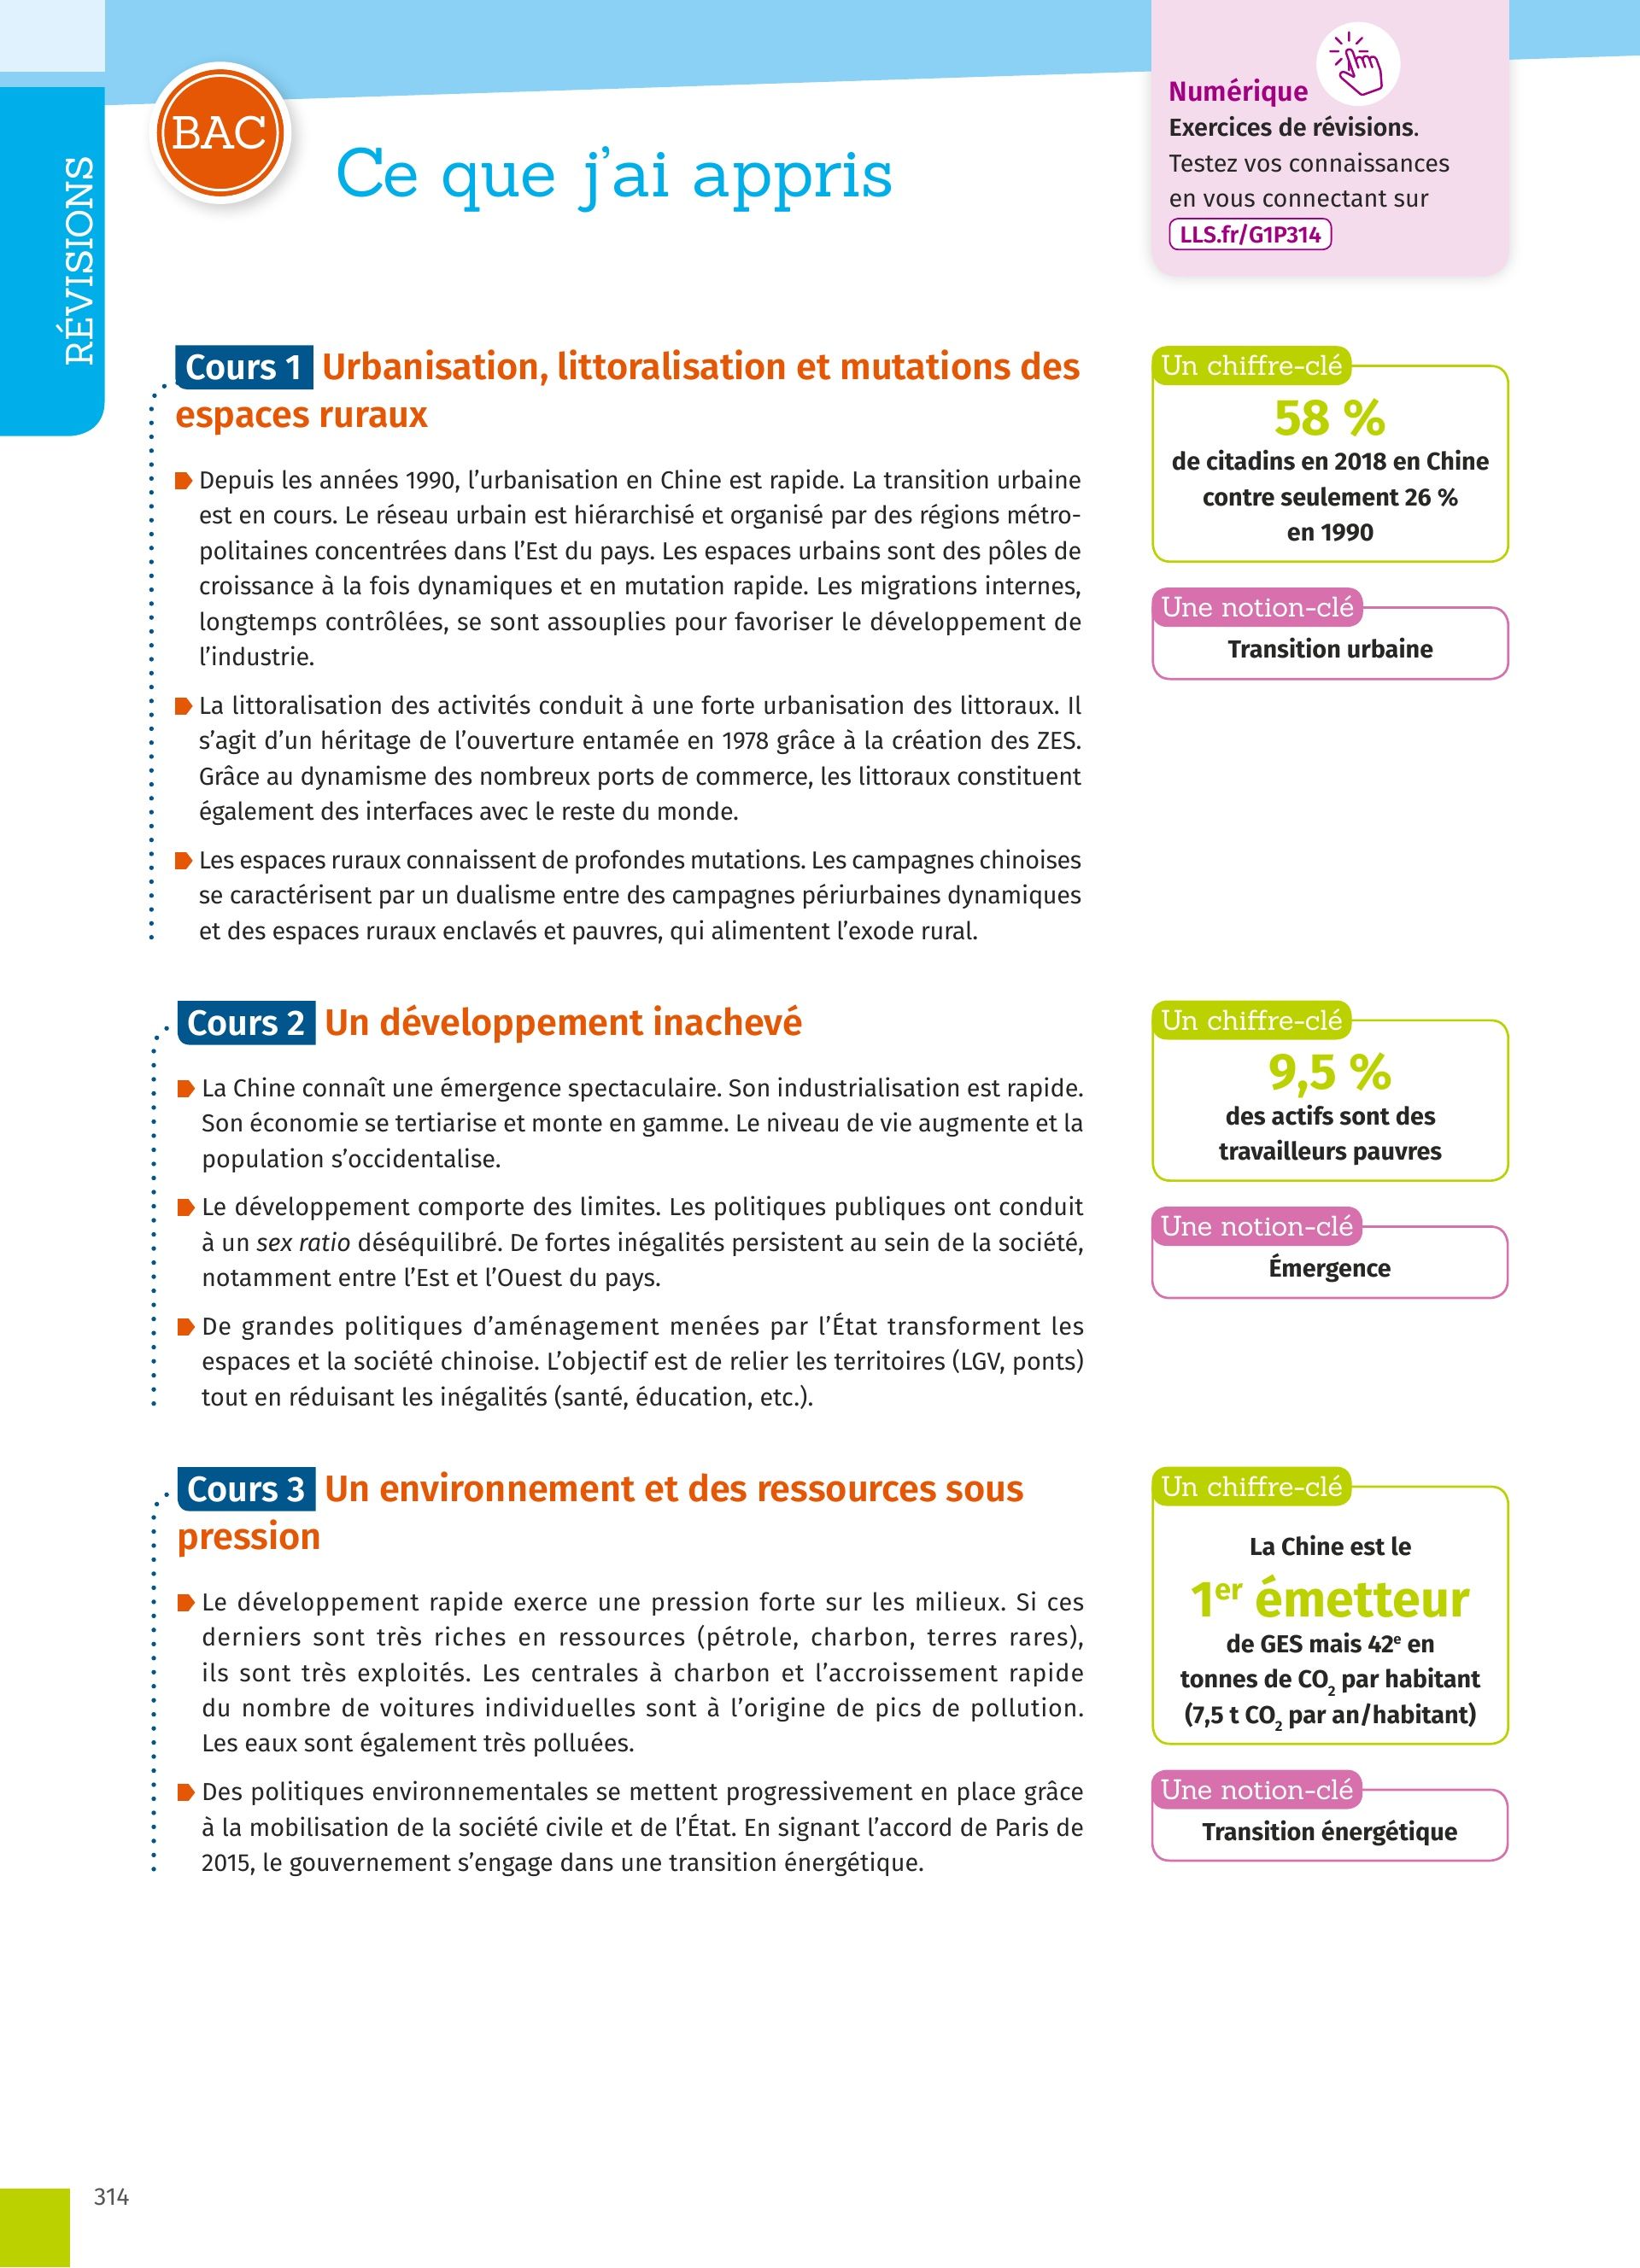 RÉVISIONS
BAC
Ce que j’ai appris
Numérique
Exercices de révisions.
Testez vos connaissances
en vous connectant sur
LLS.fr/G1P314
Cours 1 Urbanisation, littoralisation et mutations des
espaces ruraux
Depuis les années 1990, l’urbanisation en Chine est rapide. La transition urbaine
est en cours. Le réseau urbain est hiérarchisé et organisé par des régions métro-
politaines concentrées dans l’Est du pays. Les espaces urbains sont des pôles de
croissance à la fois dynamiques et en mutation rapide. Les migrations internes,
longtemps contrôlées, se sont assouplies pour favoriser le développement de
l’industrie.
La littoralisation des activités conduit à une forte urbanisation des littoraux. Il
s’agit d’un héritage de l’ouverture entamée en 1978 grâce à la création des ZES.
Grâce au dynamisme des nombreux ports de commerce, les littoraux constituent
également des interfaces avec le reste du monde.
Les espaces ruraux connaissent de profondes mutations. Les campagnes chinoises
se caractérisent par un dualisme entre des campagnes périurbaines dynamiques
et des espaces ruraux enclavés et pauvres, qui alimentent l’exode rural.
Un chiffre-clé
58 %
de citadins en 2018 en Chine
contre seulement 26 %
en 1990
Une notion-clé
Transition urbaine
Cours 2 Un développement inachevé
La Chine connaît une émergence spectaculaire. Son industrialisation est rapide.
Son économie se tertiarise et monte en gamme. Le niveau de vie augmente et la
population s’occidentalise.
Le développement comporte des limites. Les politiques publiques ont conduit
à un sex ratio déséquilibré. De fortes inégalités persistent au sein de la société,
notamment entre l’Est et l’Ouest du pays.
De grandes politiques d’aménagement menées par l’État transforment les
espaces et la société chinoise. L’objectif est de relier les territoires (LGV, ponts)
tout en réduisant les inégalités (santé, éducation, etc.).
Un chiffre-clé
9,5 %
des actifs sont des
travailleurs pauvres
Une notion-clé
Émergence
Cours 3 Un environnement et des ressources sous
pression
Le développement rapide exerce une pression forte sur les milieux. Si ces
derniers sont très riches en ressources (pétrole, charbon, terres rares),
ils sont très exploités. Les centrales à charbon et l’accroissement rapide
du nombre de voitures individuelles sont à l’origine de pics de pollution.
Les eaux sont également très polluées.
Des politiques environnementales se mettent progressivement en place grâce
à la mobilisation de la société civile et de l’État. En signant l’accord de Paris de
2015, le gouvernement s’engage dans une transition énergétique.
Un chiffre-clé
La Chine est le
1er émetteur
de GES mais 42e en
tonnes de CO2 par habitant
(7,5 t CO2 par an/habitant)
Une notion-clé
Transition énergétique
314